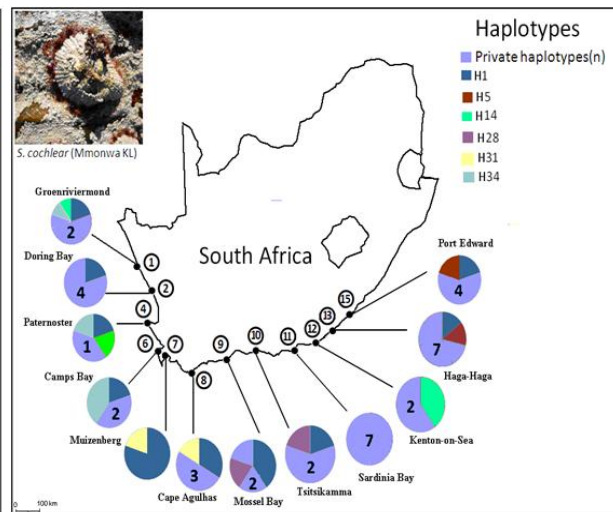 Haplotypes
Private haplotypes(n)
H1
H5
H14
H28
H31
H34
S. cochlear (Mmonwa KL)
South Africa
Groenriviermond
2
Doring Bay
4
Paternoster
1
Camps Bay
2
Muizenberg
Cape Agulhas
3
Mossel Bay
2
Tsitsikamma
2
Sardinia Bay
7
Kenton-on-Sea
2
Haga-Haga
7
Port Edward
4
1
2
4
6
7
8
9
10
11
12
13
15
0
100 km